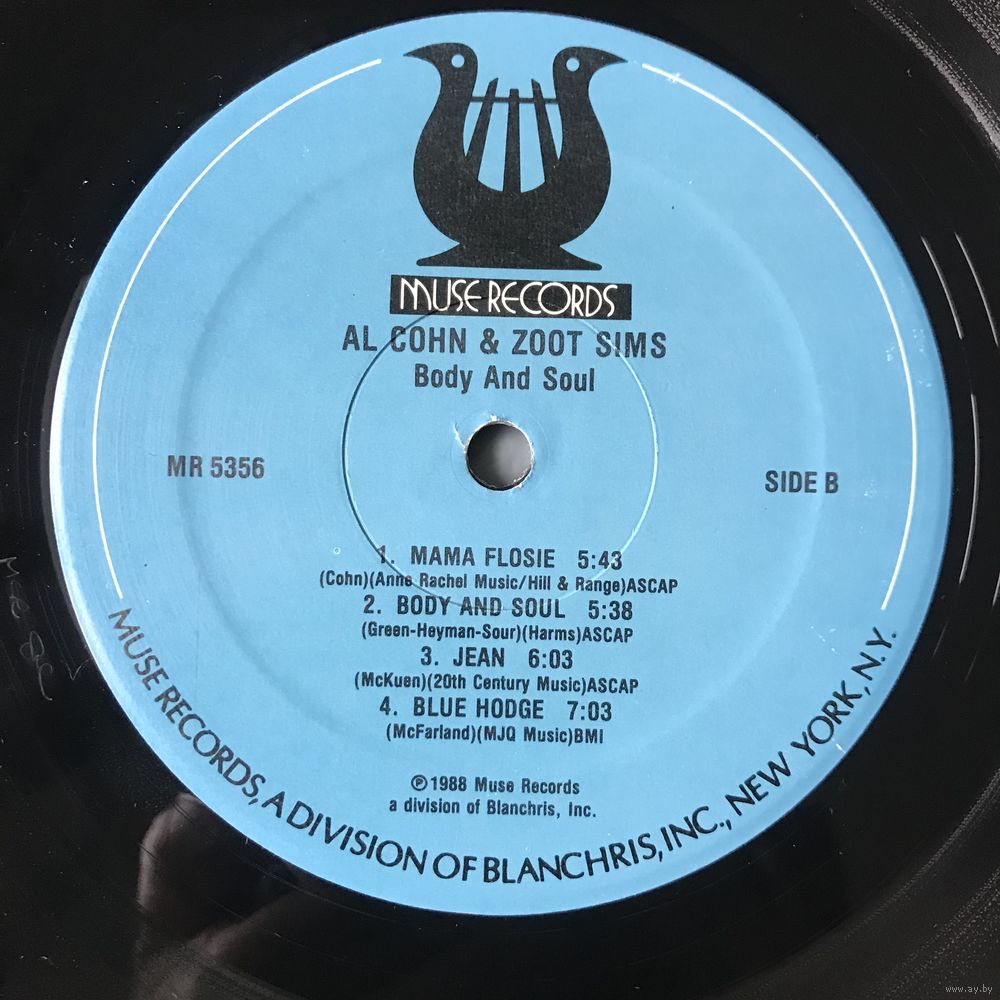 MUSE RECORDS
AL COHN & ZOOT SIMS
Body And Soul
MR 5356
SIDE B
1. MAMA FLOSIE 5:43
(Cohn)(Anne Rachel Music/Hill & Range)ASCAP
2. BODY AND SOUL 5:38
(Green-Heyman-Sour)(Harms)ASCAP
3. JEAN 6:03
(McKuen)(20th Century Music)ASCAP
4. BLUE HODGE 7:03
(McFarland)(MJQ Music)BMI
℗1988 Muse Records
a division of Blanchris, Inc.
MUSE RECORDS, A DIVISION OF BLANCHRIS, INC., NEW YORK, N.Y.
www.ay.by